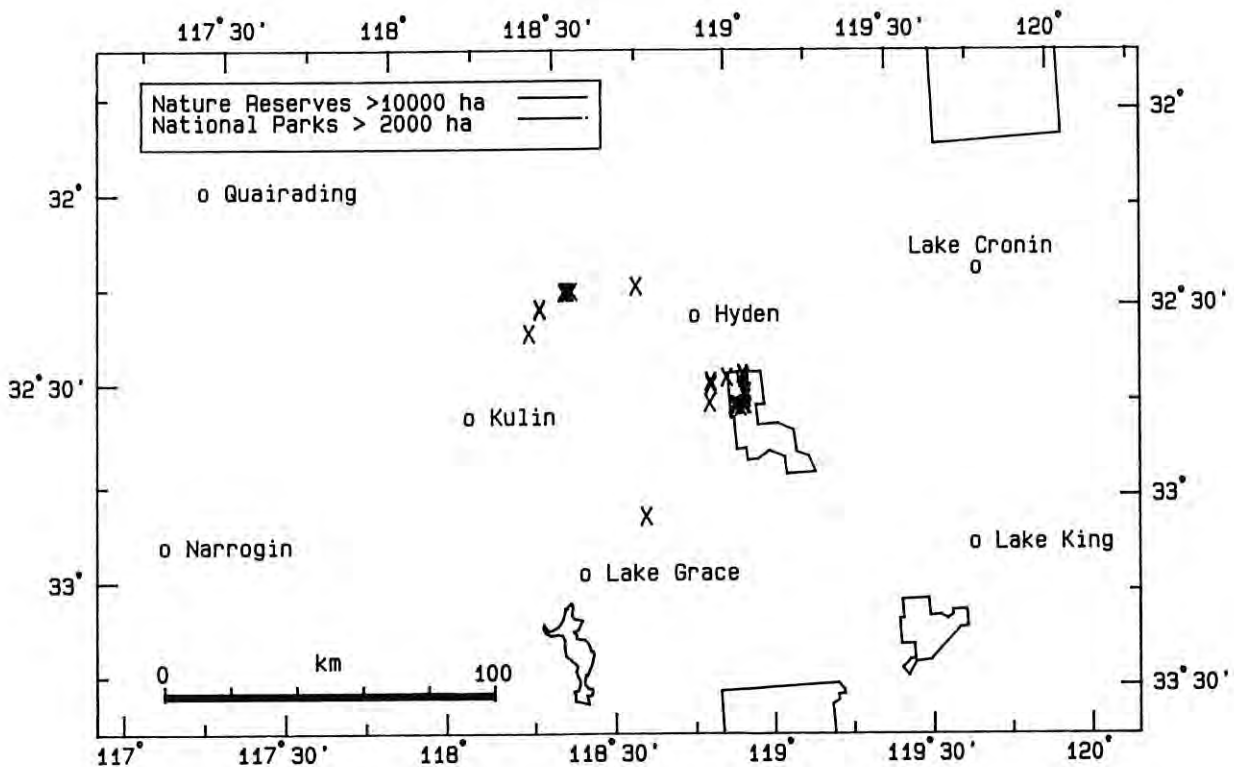 117°30' 118° 118°30' 119° 119°30' 120°
Nature Reserves >10000 ha
National Parks > 2000 ha
32°
32°
o Quairading
Lake Cronin
o
32°30'
o Hyden
32°30'
o Kulin
33°
o Narrogin
o Lake King
o Lake Grace
33°
0 km 100
33°30'
117° 117°30' 118° 118°30' 119° 119°30' 120°